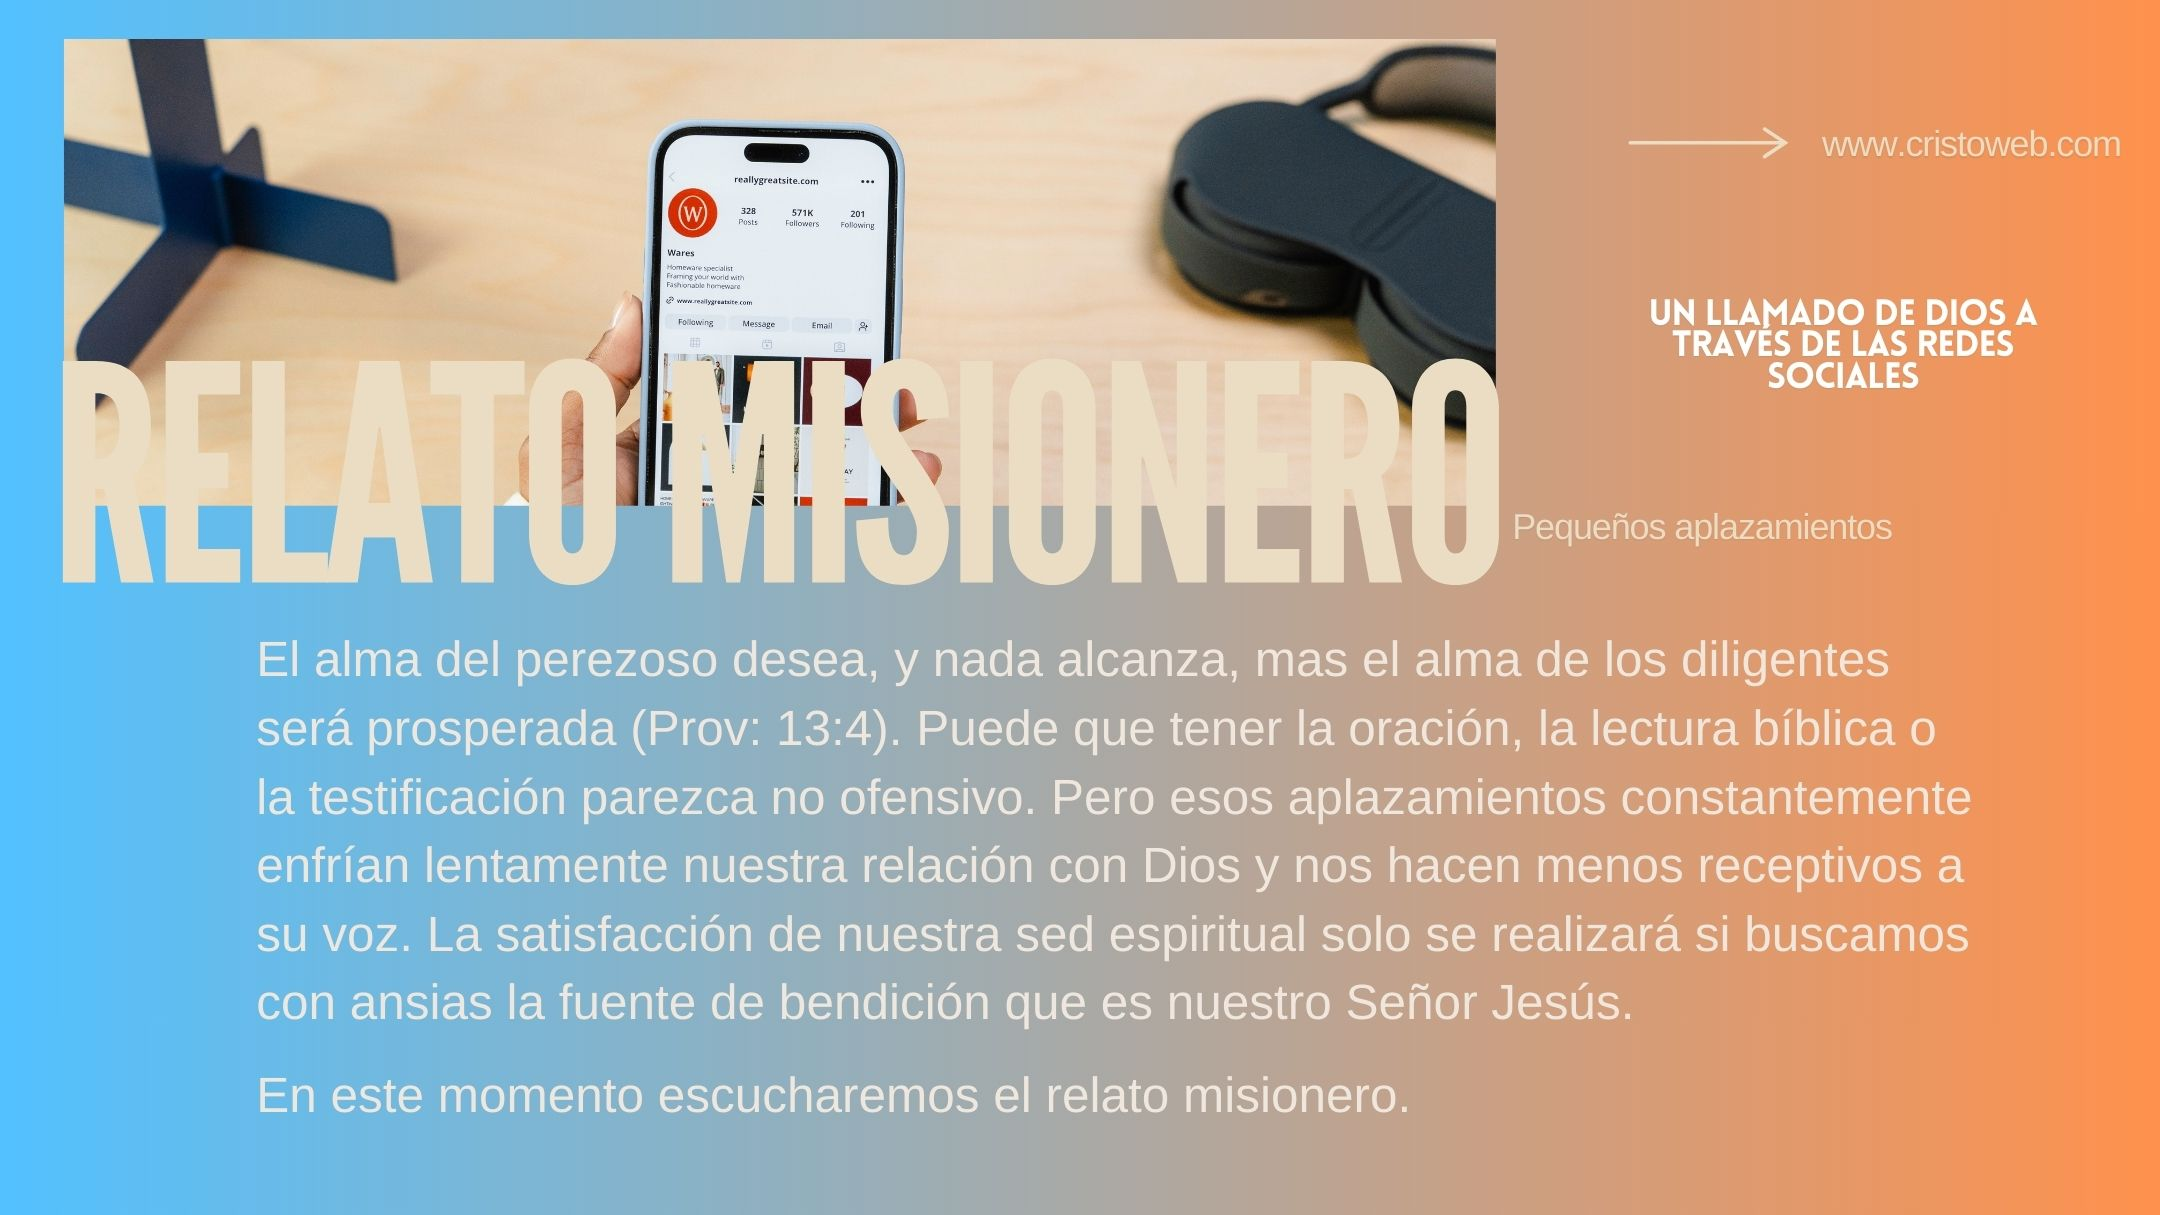 www.cristoweb.com
reallygreatsite.com
328
571K
201
Posts
Followers
Following
Wares
Homeware specialist
Framing your world with
Fashionable homeware
www.reallygreatsite.com
Following
Message
Email
UN LLAMADO DE DIOS A
TRAVÉS DE LAS REDES
SOCIALES
RELATO MISIONERO
Pequeños aplazamientos
El alma del perezoso desea, y nada alcanza, mas el alma de los diligentes
será prosperada (Prov: 13:4). Puede que tener la oración, la lectura bíblica o
la testificación parezca no ofensivo. Pero esos aplazamientos constantemente
enfrían lentamente nuestra relación con Dios y nos hacen menos receptivos a
su voz. La satisfacción de nuestra sed espiritual solo se realizará si buscamos
con ansias la fuente de bendición que es nuestro Señor Jesús.
En este momento escucharemos el relato misionero.